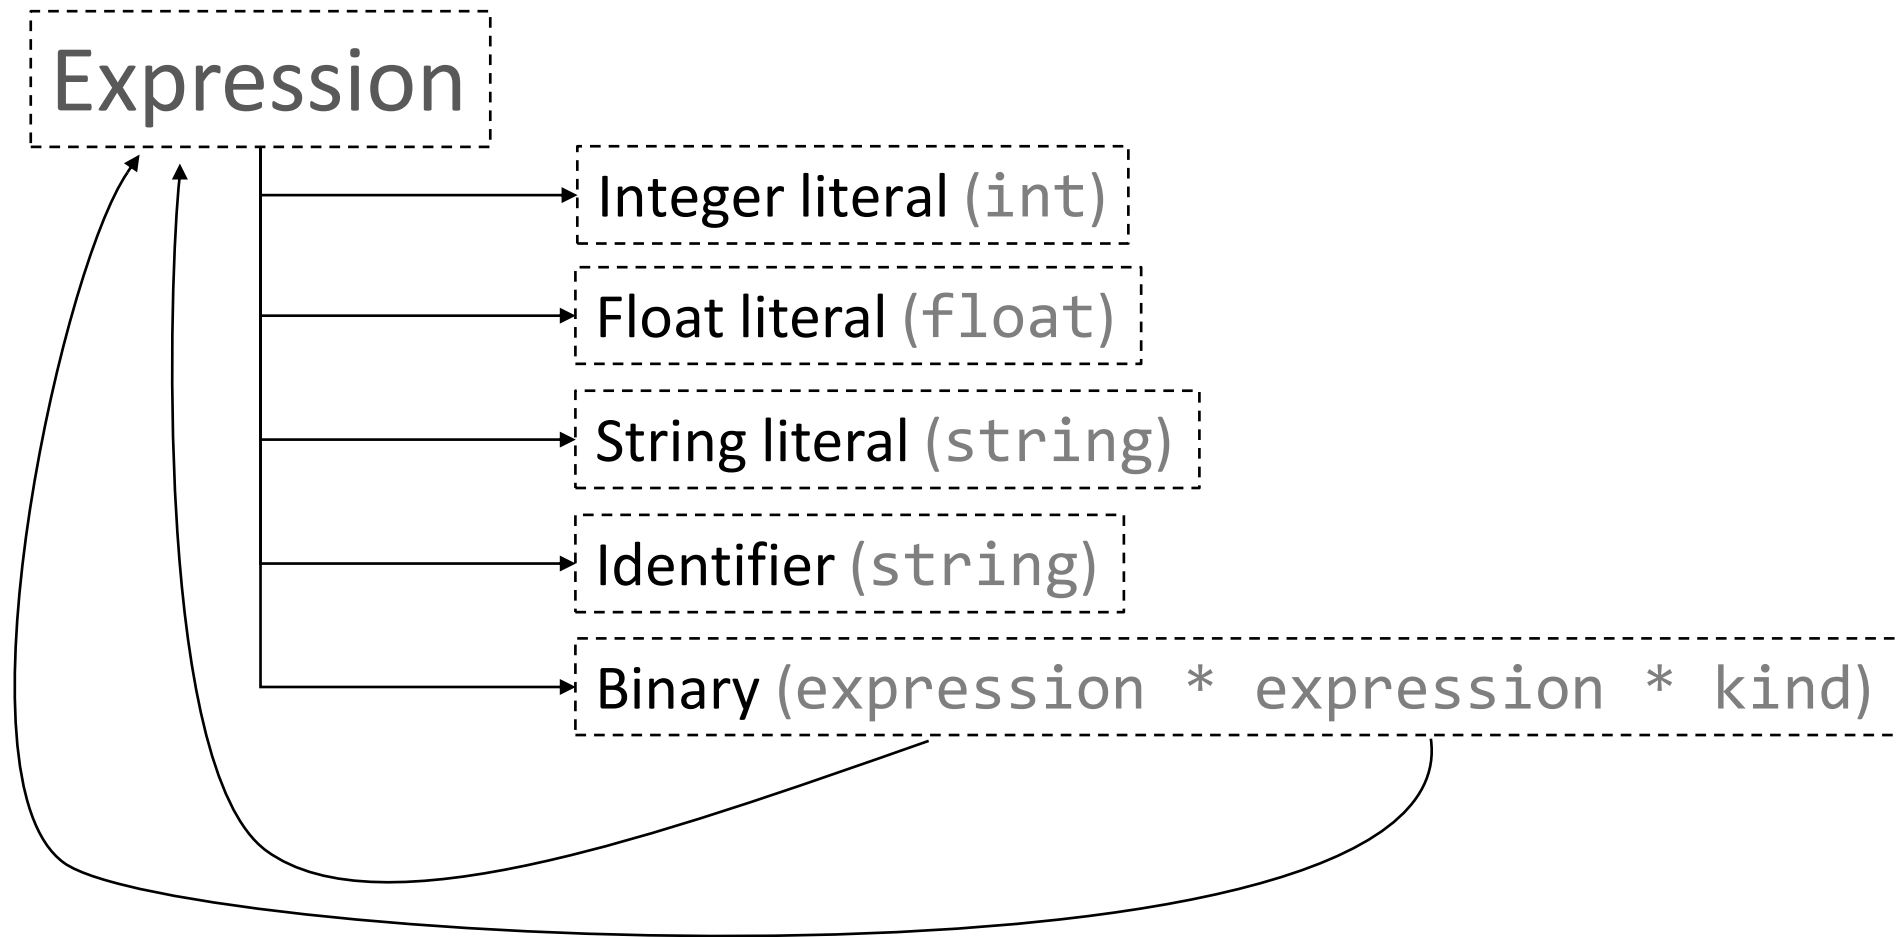 Expression
Integer literal (int)
Float literal (float)
String literal (string)
Identifier (string)
Binary (expression * expression * kind)